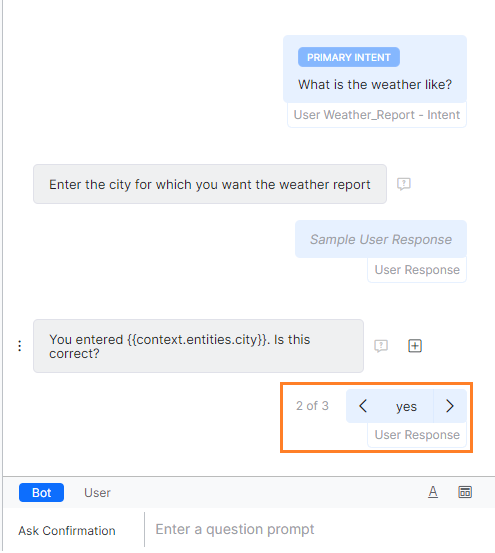 PRIMARY INTENT
What is the weather like?
User Weather_Report - Intent
Enter the city for which you want the weather report
Sample User Response
User Response
You entered {{context.entities.city}}. Is this
correct?
2 of 3
yes
User Response
Bot
User
A
Ask Confirmation
Enter a question prompt